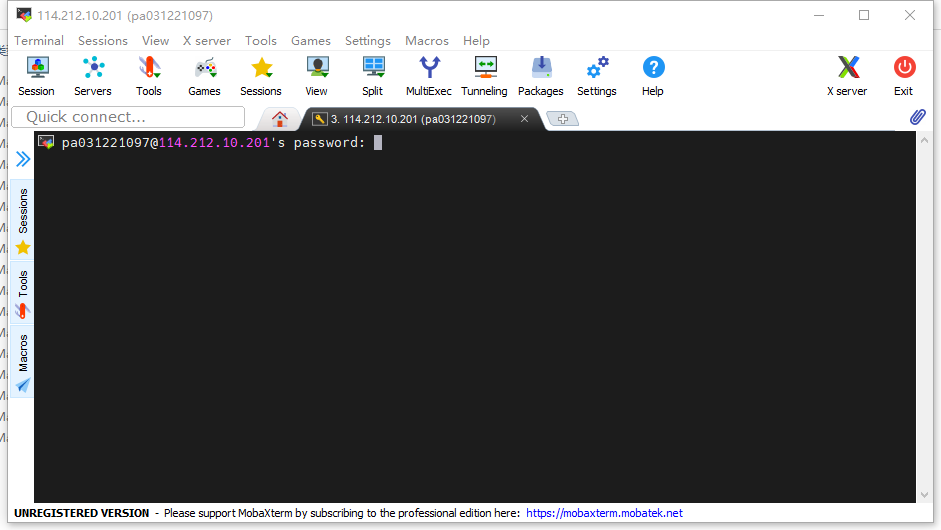 114.212.10.201 (pa031221097)
Terminal Sessions View X server Tools Games Settings Macros Help
Session Servers Tools Games Sessions View Split MultiExec Tunneling Packages Settings Help X server Exit
Quick connect... 3. 114.212.10.201 (pa031221097)
pa031221097@114.212.10.201's password:
Sessions
Tools
Macros
UNREGISTERED VERSION - Please support MobaXterm by subscribing to the professional edition here: https://mobaxterm.mobatek.net